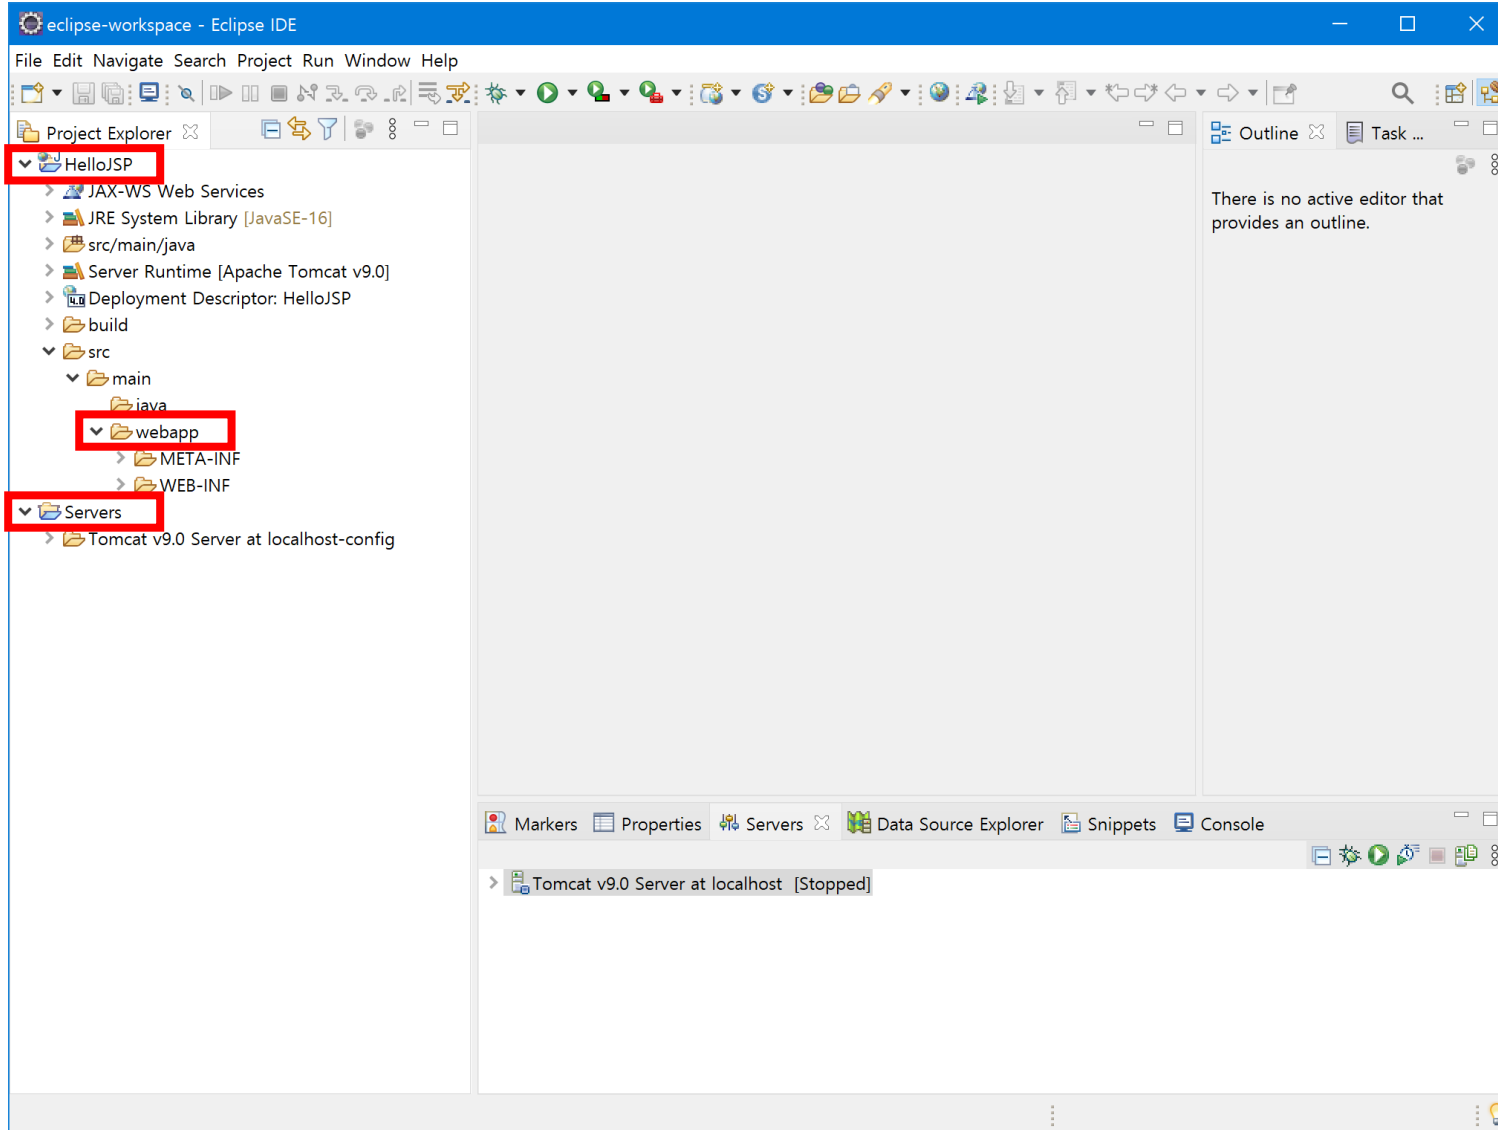 eclipse-workspace - Eclipse IDE
File Edit Navigate Search Project Run Window Help
Project Explorer
Outline
Task ...
HelloJSP
JAX-WS Web Services
JRE System Library [JavaSE-16]
src/main/java
Server Runtime [Apache Tomcat v9.0]
Deployment Descriptor: HelloJSP
build
src
main
java
webapp
META-INF
WEB-INF
Servers
Tomcat v9.0 Server at localhost-config
There is no active editor that
provides an outline.
Markers Properties Servers Data Source Explorer Snippets Console
Tomcat v9.0 Server at localhost [Stopped]